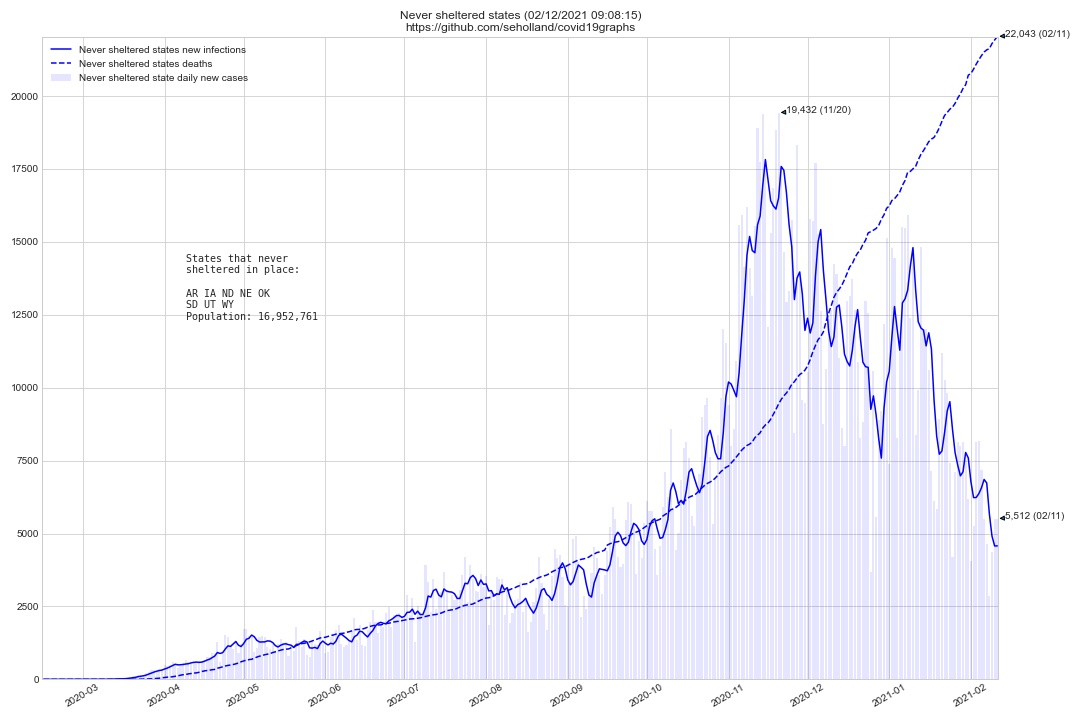 Never sheltered states (02/12/2021 09:08:15)
https://github.com/seholland/covid19graphs
Never sheltered states new infections
Never sheltered states deaths
Never sheltered state daily new cases
22,043 (02/11)
19,432 (11/20)
5,512 (02/11)
States that never
sheltered in place:
AR IA ND NE OK
SD UT WY
Population: 16,952,761
20000
17500
15000
12500
10000
7500
5000
2500
0
2020-03
2020-04
2020-05
2020-06
2020-07
2020-08
2020-09
2020-10
2020-11
2020-12
2021-01
2021-02